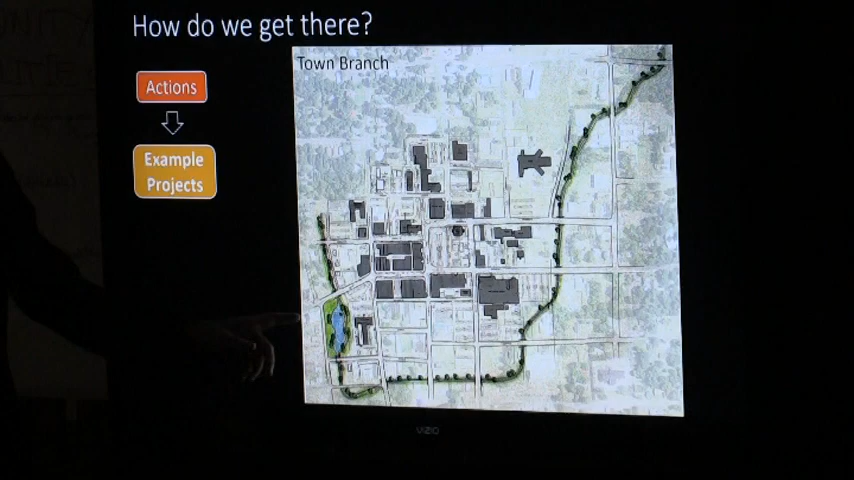 How do we get there?
Actions
Town Branch
Example
Projects
VIZIO